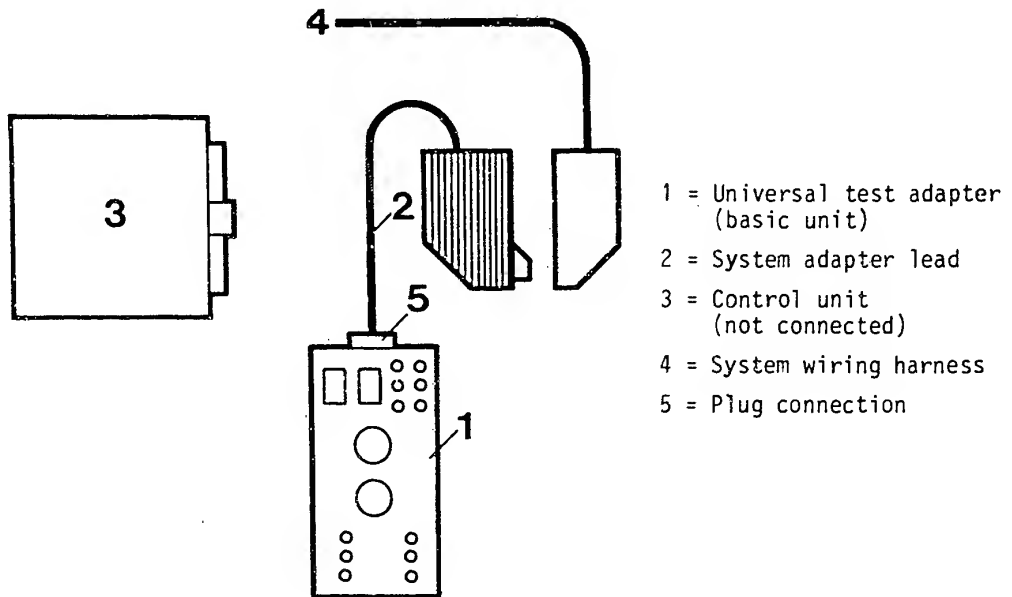 4
3
2
5
1
1 = Universal test adapter
(basic unit)
2 = System adapter lead
3 = Control unit
(not connected)
4 = System wiring harness
5 = Plug connection